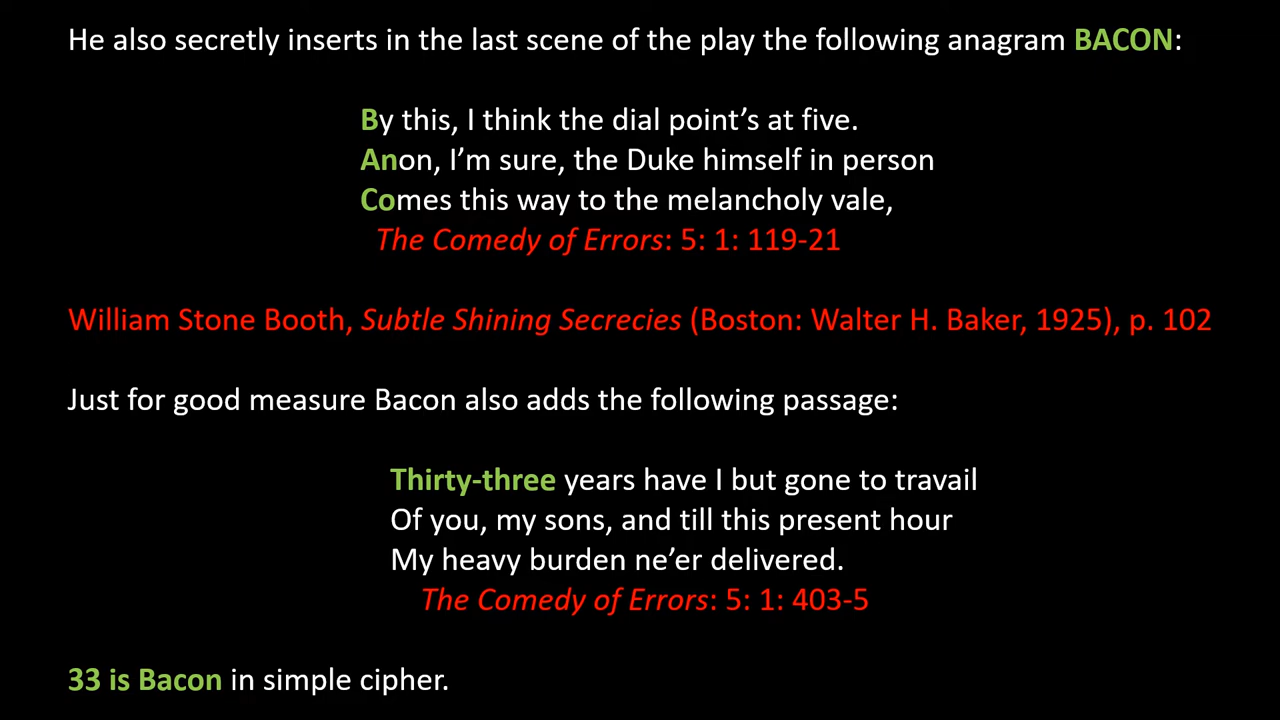 He also secretly inserts in the last scene of the play the following anagram BACON:
By this, I think the dial point’s at five.
Anon, I’m sure, the Duke himself in person
Comes this way to the melancholy vale,
The Comedy of Errors: 5: 1: 119-21
William Stone Booth, Subtle Shining Secrecies (Boston: Walter H. Baker, 1925), p. 102
Just for good measure Bacon also adds the following passage:
Thirty-three years have I but gone to travail
Of you, my sons, and till this present hour
My heavy burden ne’er delivered.
The Comedy of Errors: 5: 1: 403-5
33 is Bacon in simple cipher.